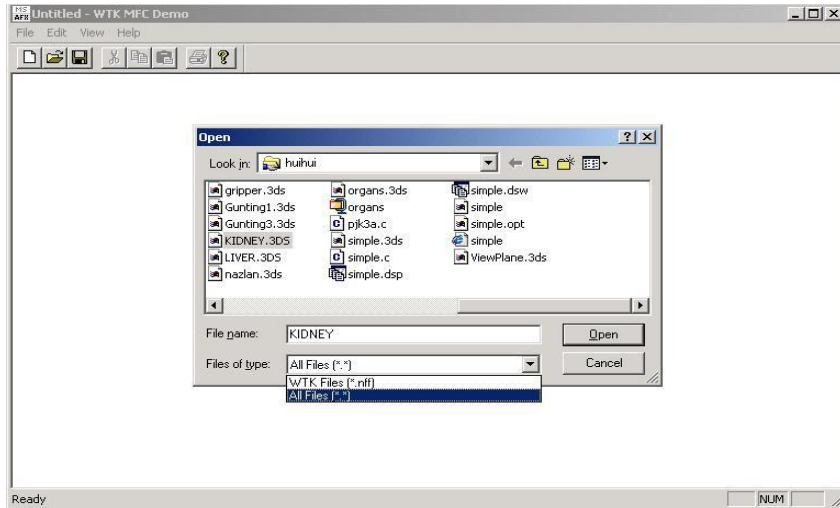 MS AFX Untitled - WTK MFC Demo
File Edit View Help
Open
Look in: huihui
gripper.3ds organs.3ds simple.dsw
Gunting1.3ds organs simple
Gunting3.3ds pjk3a.c simple.opt
KIDNEY.3DS simple.3ds simple
LIVER.3DS simple.c ViewPlane.3ds
nazlan.3ds simple.dsp
File name: KIDNEY Open
Files of type: All Files (*.*) Cancel
WTK Files (*.nff)
All Files (*.*)
Ready NUM